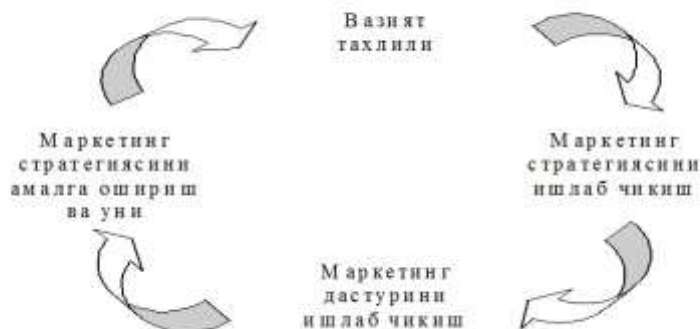 Вазият
тахлили
Маркетинг
стратегиясини
ишлаб чикиш
Маркетинг
дастурини
ишлаб чикиш
Маркетинг
стратегиясини
амалга ошириш
ва уни